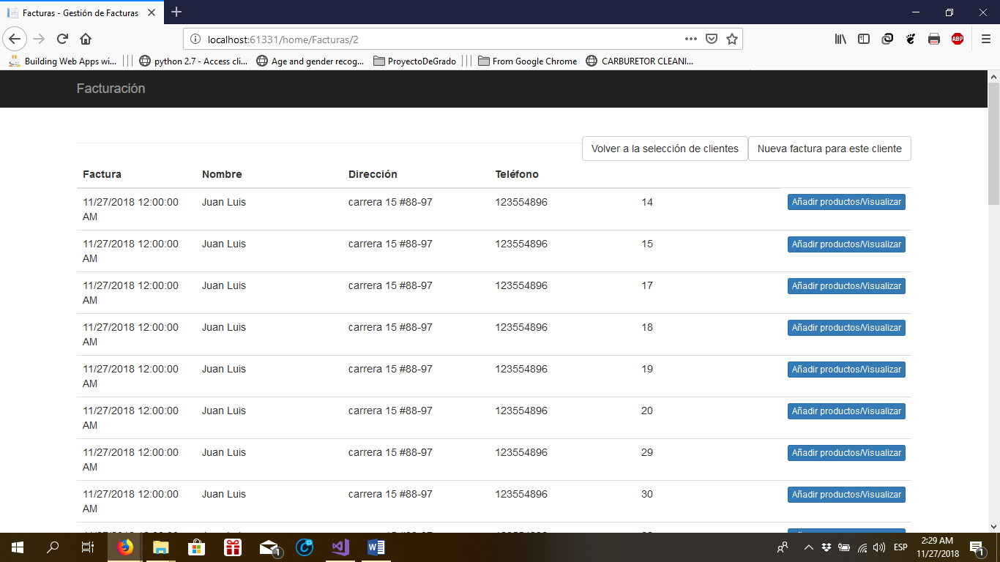 Facturas - Gestión de Facturas
localhost:61331/home/Facturas/2
ABP
Building Web Apps wi... python 2.7 - Access cli... Age and gender recog... ProyectoDeGrado From Google Chrome CARBURETOR CLEANI...
Facturación
Volver a la selección de clientes Nueva factura para este cliente
Factura Nombre Dirección Teléfono
11/27/2018 12:00:00 Juan Luis carrera 15 #88-97 123554896 14 Añadir productos/Visualizar
AM
11/27/2018 12:00:00 Juan Luis carrera 15 #88-97 123554896 15 Añadir productos/Visualizar
AM
11/27/2018 12:00:00 Juan Luis carrera 15 #88-97 123554896 17 Añadir productos/Visualizar
AM
11/27/2018 12:00:00 Juan Luis carrera 15 #88-97 123554896 18 Añadir productos/Visualizar
AM
11/27/2018 12:00:00 Juan Luis carrera 15 #88-97 123554896 19 Añadir productos/Visualizar
AM
11/27/2018 12:00:00 Juan Luis carrera 15 #88-97 123554896 20 Añadir productos/Visualizar
AM
11/27/2018 12:00:00 Juan Luis carrera 15 #88-97 123554896 29 Añadir productos/Visualizar
AM
11/27/2018 12:00:00 Juan Luis carrera 15 #88-97 123554896 30 Añadir productos/Visualizar
AM
1 ESP 2:29 AM 1
11/27/2018